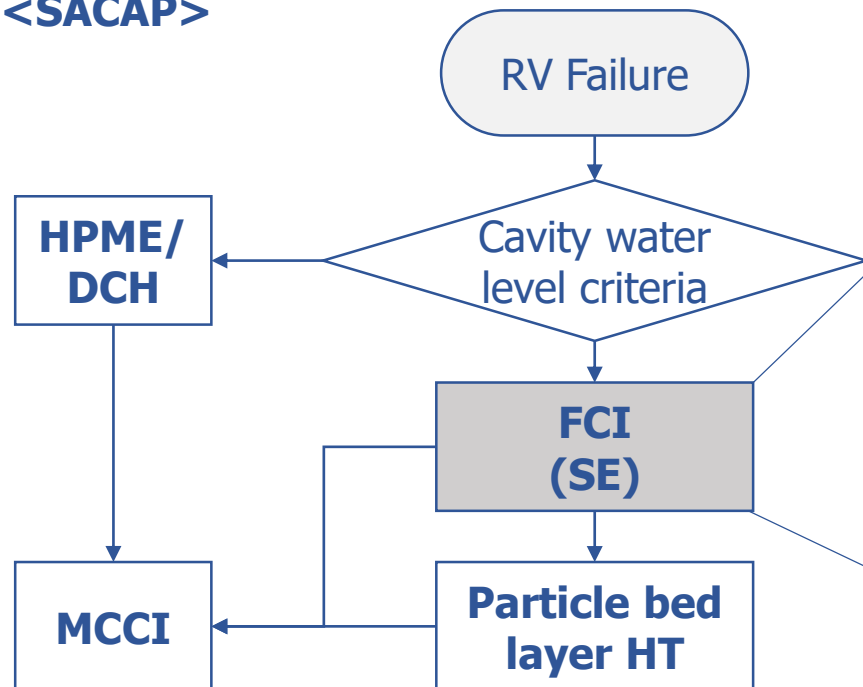 <SACAP>
RV Failure
Cavity water
level criteria
HPME/
DCH
FCI
(SE)
MCCI
Particle bed
layer HT